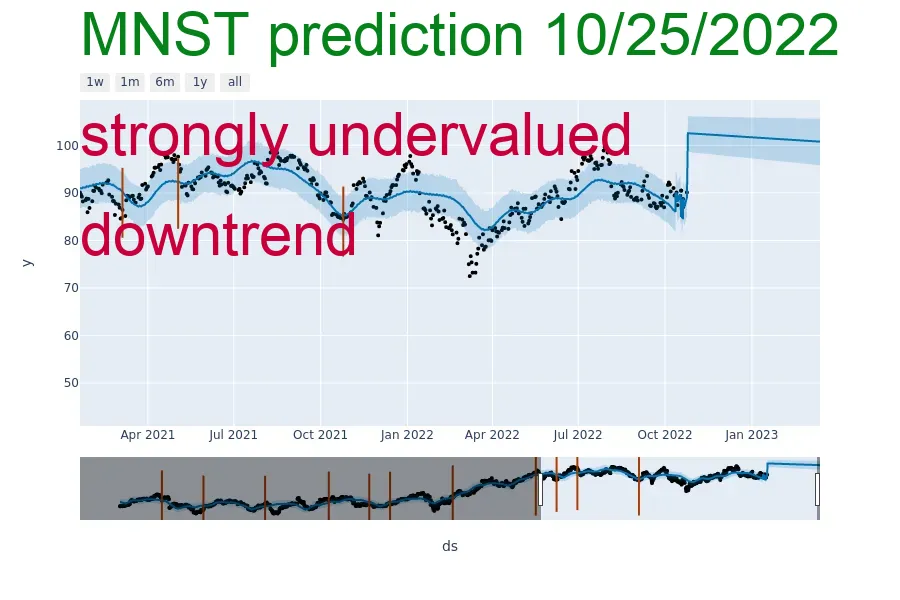 MNST prediction 10/25/2022
1w 1m 6m 1y all
strongly undervalued
downtrend
100
90
80
70
60
50
y
Apr 2021 Jul 2021 Oct 2021 Jan 2022 Apr 2022 Jul 2022 Oct 2022 Jan 2023
ds